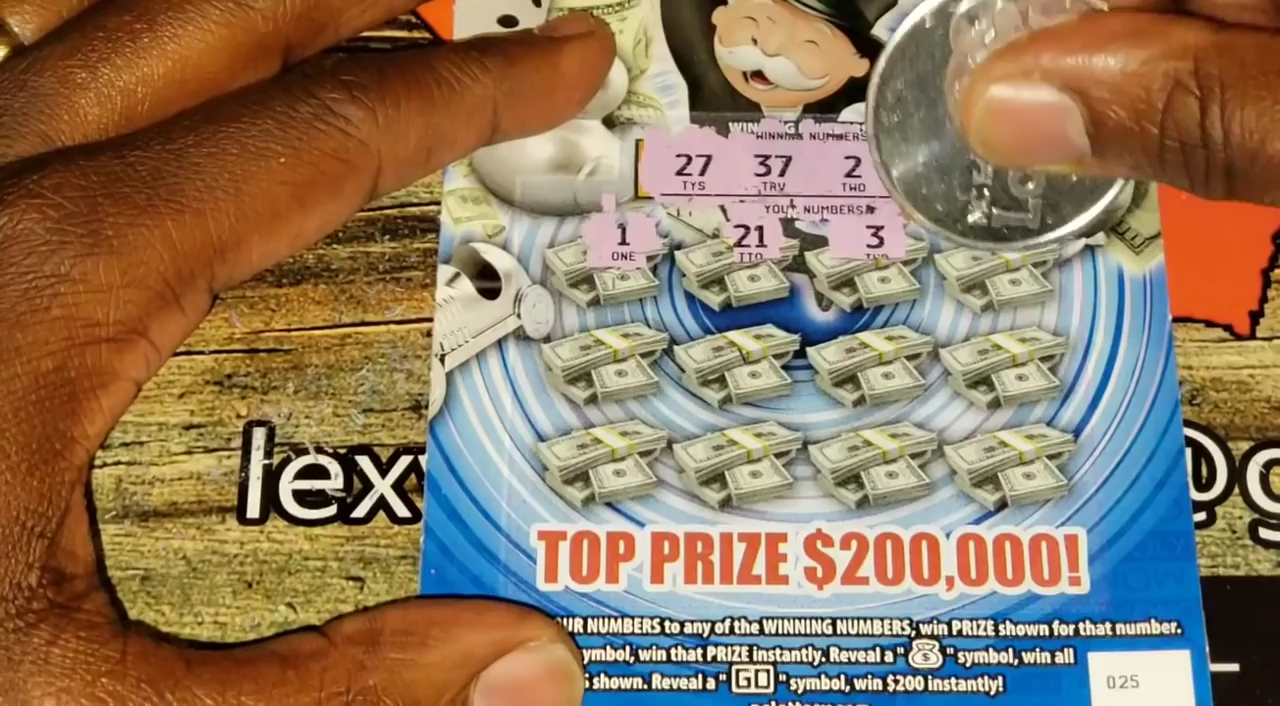 WINNING NUMBERS
27 37 2
TYS TRV TWO
YOUR NUMBERS
1 21 3
ONE TTO
lex
TOP PRIZE $200,000!
NUMBERS to any of the WINNING NUMBERS, win PRIZE shown for that number.
symbol, win that PRIZE instantly. Reveal a " " symbol, win all
shown. Reveal a " GO " symbol, win $200 instantly!
025